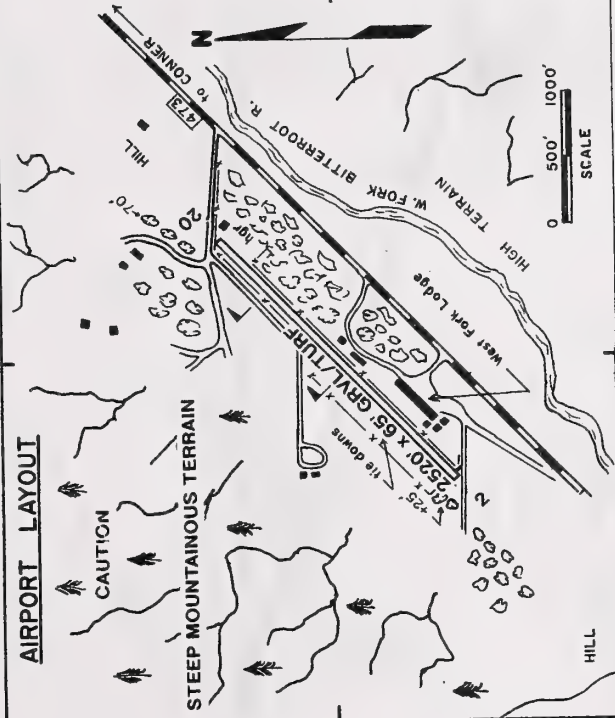 AIRPORT LAYOUT
CAUTION
STEEP MOUNTAINOUS TERRAIN
HILL
+70'
20
HILL
473
to CONNER
N
hgr
2520' x 65' GRVL/TURF
tie downs
+25'
2
West Fork Lodge
HIGH TERRAIN
W. FORK BITTERROOT R.
0 500' 1000'
SCALE
HILL